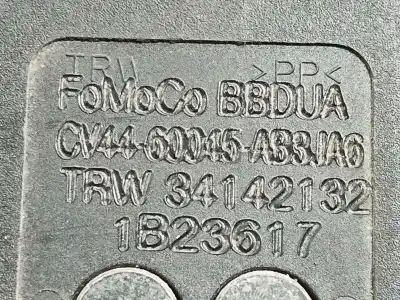 TRW >PP<
FoMoCo BBDUA
CV44-60045-AB3JA6
TRW 34142132
1B23617